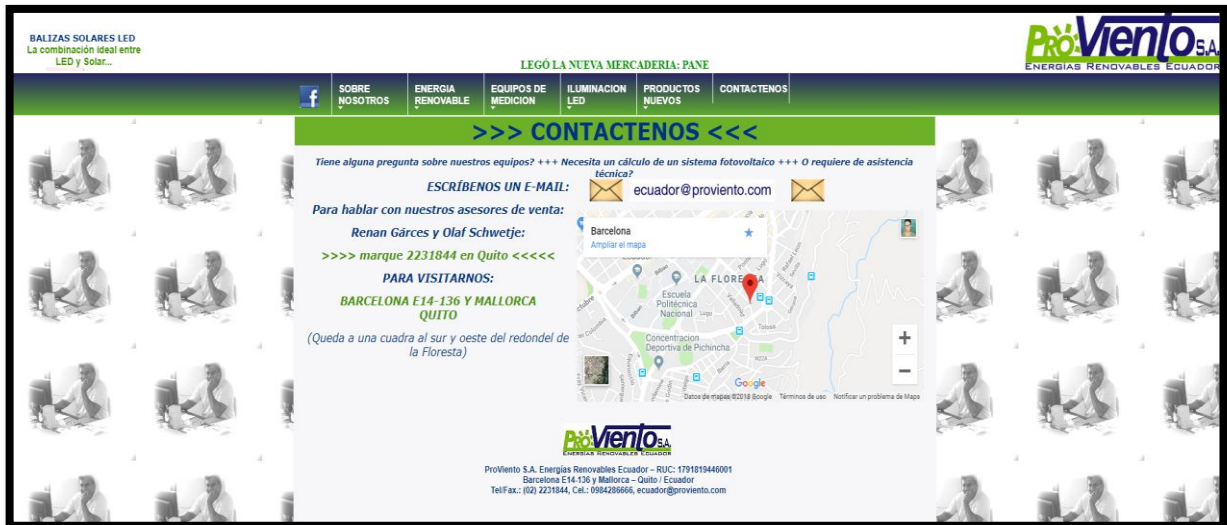 BALIZAS SOLARES LED
La combinación ideal entre
LED y Solar...
LEGÓ LA NUEVA MERCADERIA: PANE
PROVIENTO S.A.
ENERGÍAS RENOVABLES ECUADOR
SOBRE NOSOTROS
ENERGIA RENOVABLE
EQUIPOS DE MEDICION
ILUMINACION LED
PRODUCTOS NUEVOS
CONTACTENOS
>>> CONTACTENOS <<<
Tiene alguna pregunta sobre nuestros equipos? +++ Necesita un cálculo de un sistema fotovoltaico +++ O requiere de asistencia
técnica?
ESCRÍBENOS UN E-MAIL:
ecuador@proviento.com
Para hablar con nuestros asesores de venta:
Renan Gárces y Olaf Schwetje:
>>>> marque 2231844 en Quito <<<<<
PARA VISITARNOS:
BARCELONA E14-136 Y MALLORCA
QUITO
(Queda a una cuadra al sur y oeste del redondel de
la Floresta)
Barcelona
Ampliar el mapa
LA FLORESTA
Escuela
Politécnica
Nacional
Lugo
Tolosa
Concentracion
Deportiva de Pichincha
Google
Datos de mapas ©2018 Google Términos de uso Notificar un problema de Maps
PROVIENTO S.A.
ENERGÍAS RENOVABLES ECUADOR
ProViento S.A. Energías Renovables Ecuador – RUC: 1791819446001
Barcelona E14-136 y Mallorca – Quito / Ecuador
Tel/Fax.: (02) 2231844, Cel.: 0984286666, ecuador@proviento.com